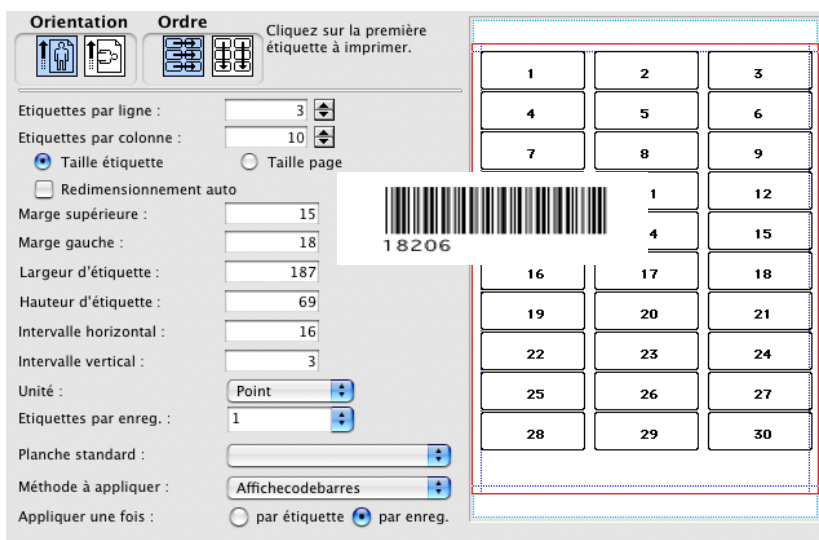 Orientation Ordre
Cliquez sur la première
étiquette à imprimer.
Etiquettes par ligne : 3
Etiquettes par colonne : 10
Taille étiquette Taille page
Redimensionnement auto
Marge supérieure : 15
Marge gauche : 18
Largeur d'étiquette : 187
Hauteur d'étiquette : 69
Intervalle horizontal : 16
Intervalle vertical : 3
Unité : Point
Etiquettes par enreg. : 1
Planche standard :
Méthode à appliquer : Affichecodebarres
Appliquer une fois : par étiquette par enreg.
18206
1 2 3
4 5 6
7 8 9
1 12
4 15
16 17 18
19 20 21
22 23 24
25 26 27
28 29 30